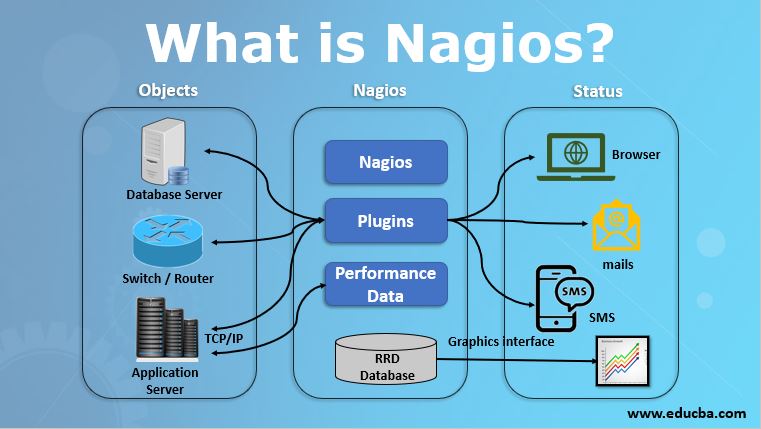 What is Nagios?
Objects
Nagios
Status
Database Server
Switch / Router
TCP/IP
Application
Server
Nagios
Plugins
Performance
Data
RRD
Database
Graphics interface
Browser
mails
SMS
SMS
www.educba.com